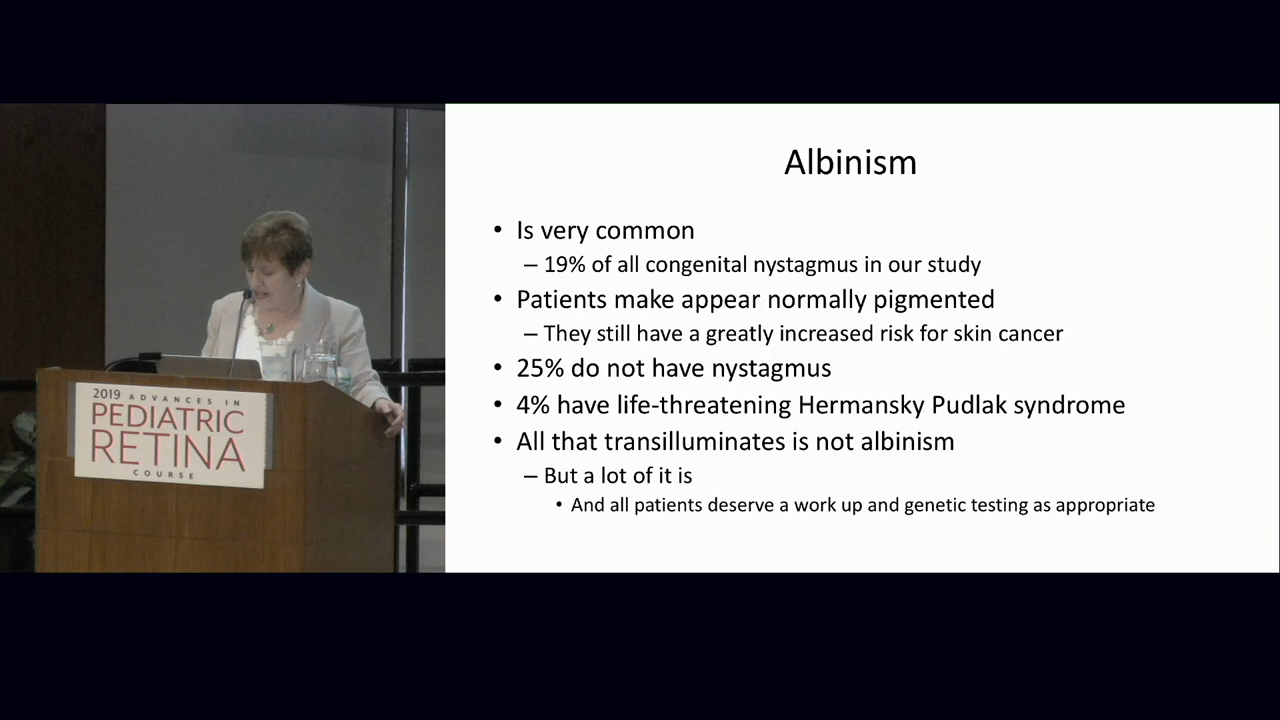 2019 ADVANCES IN
PEDIATRIC
RETINA
COURSE
Albinism
• Is very common
– 19% of all congenital nystagmus in our study
• Patients make appear normally pigmented
– They still have a greatly increased risk for skin cancer
• 25% do not have nystagmus
• 4% have life-threatening Hermansky Pudlak syndrome
• All that transilluminates is not albinism
– But a lot of it is
• And all patients deserve a work up and genetic testing as appropriate